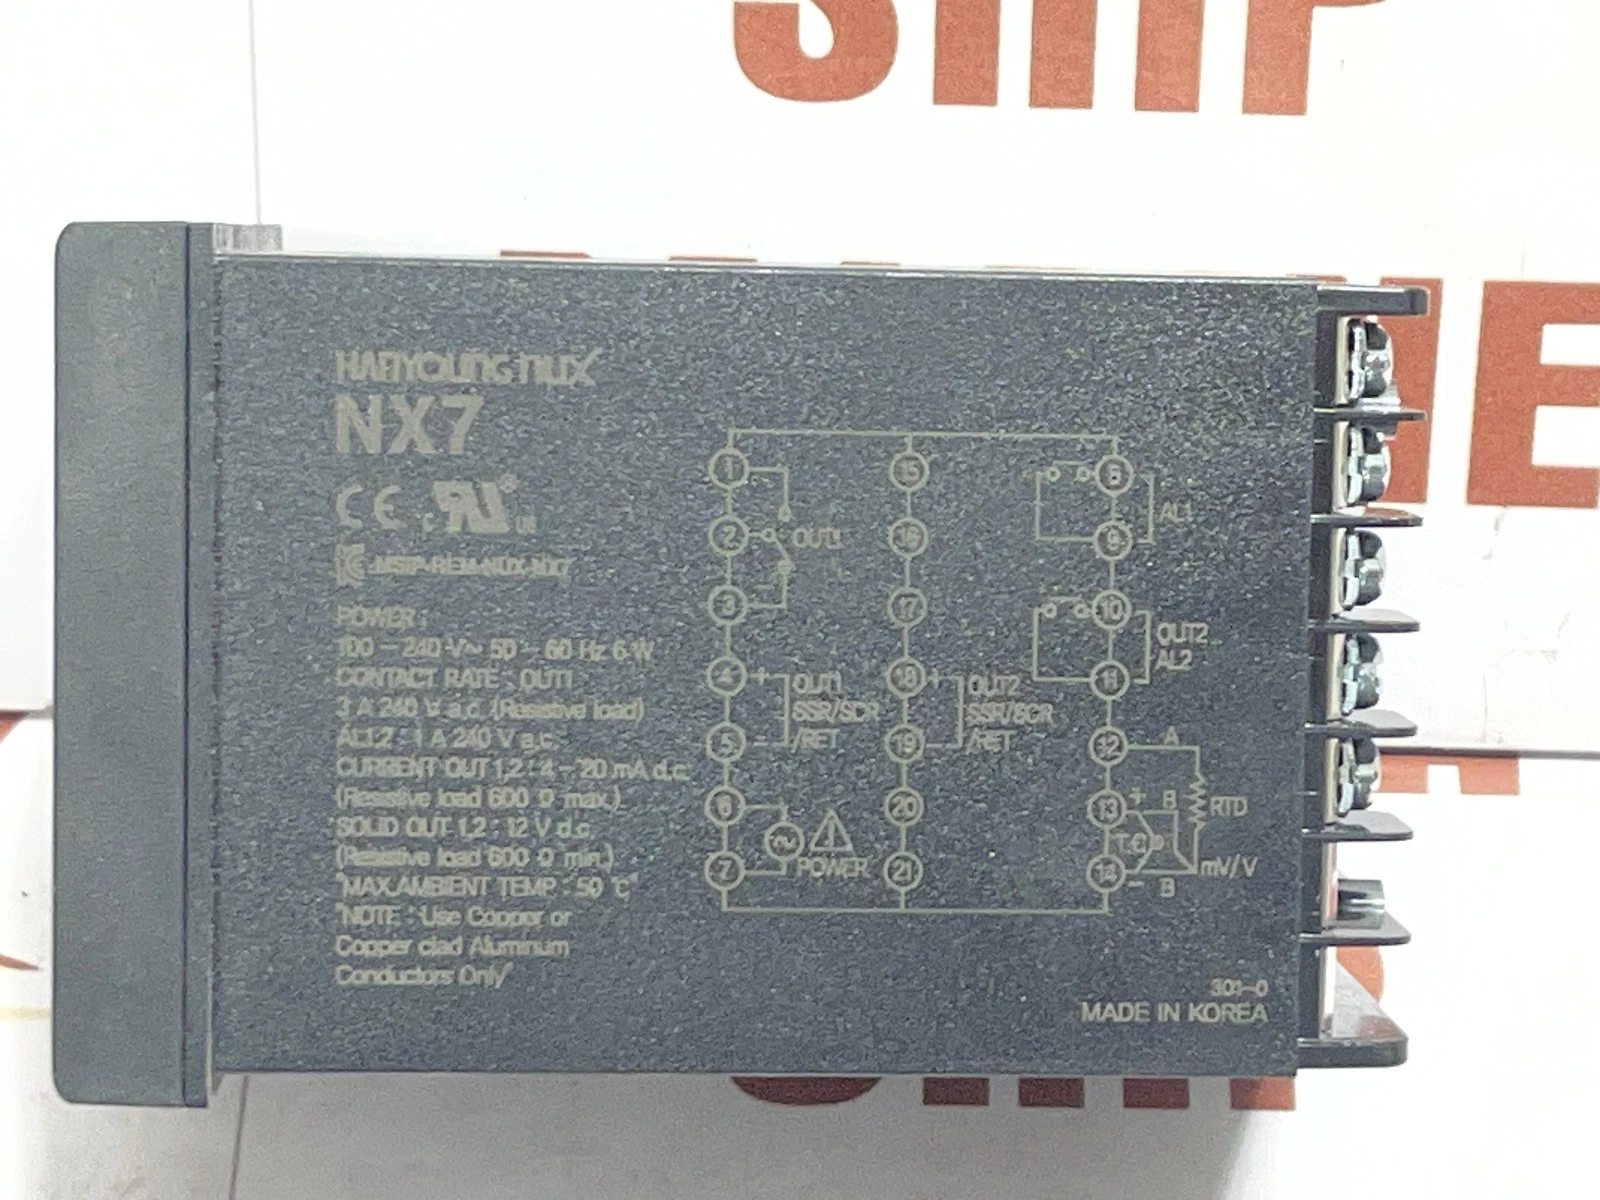 SHIP
HANYOUNG NUX
NX7
CE c UL us
MSIP-REM-NUX-NX7
POWER :
100 - 240 V~ 50 - 60 Hz 6 W
CONTACT RATE : OUT1
3 A 240 V a.c. (Resistive load)
AL1,2 : 1 A 240 V a.c.
CURRENT OUT 1,2 : 4 - 20 mA d.c.
(Resistive load 600 Ω max.)
SOLID OUT 1,2 : 12 V d.c.
(Resistive load 600 Ω min.)
"MAX.AMBIENT TEMP : 50 ℃"
"NOTE : Use Copper or
Copper clad Aluminum
Conductors Only"
1
2
3
4 +
5 -
6
7
OUT1
OUT1
SSR/SCR
/RET
POWER
15
16
17
18 +
19 -
20
21
OUT2
SSR/SCR
/RET
9
10
11
12
13
14
AL1
OUT2
AL2
A
+ B
RTD
T.C
mV/V
- B
301-0
MADE IN KOREA